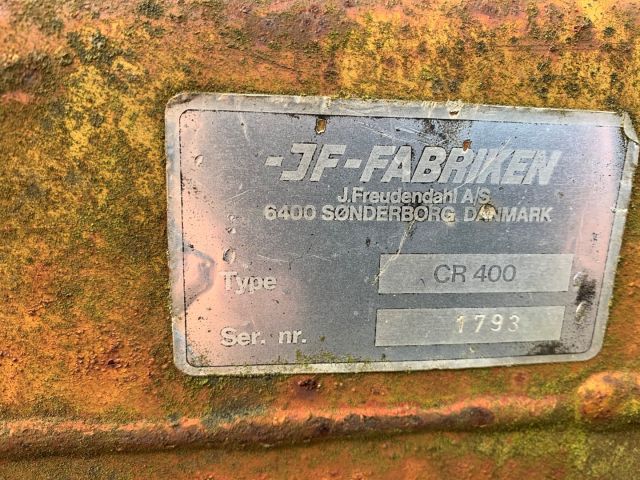 -JF-FABRIKEN
J.Freudendahl A/S
6400 SØNDERBORG, DANMARK
Type CR 400
Ser. nr. 1793